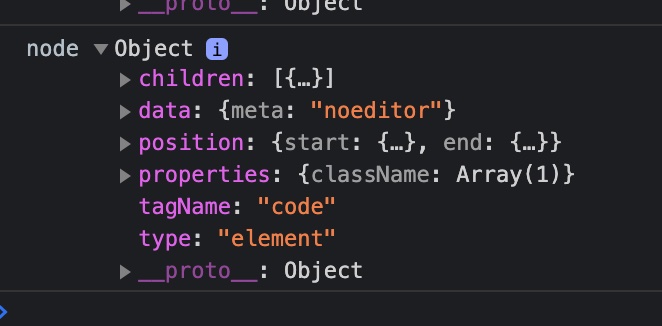 __proto__: Object
node Object i
children: [{…}]
data: {meta: "noeditor"}
position: {start: {…}, end: {…}}
properties: {className: Array(1)}
tagName: "code"
type: "element"
__proto__: Object